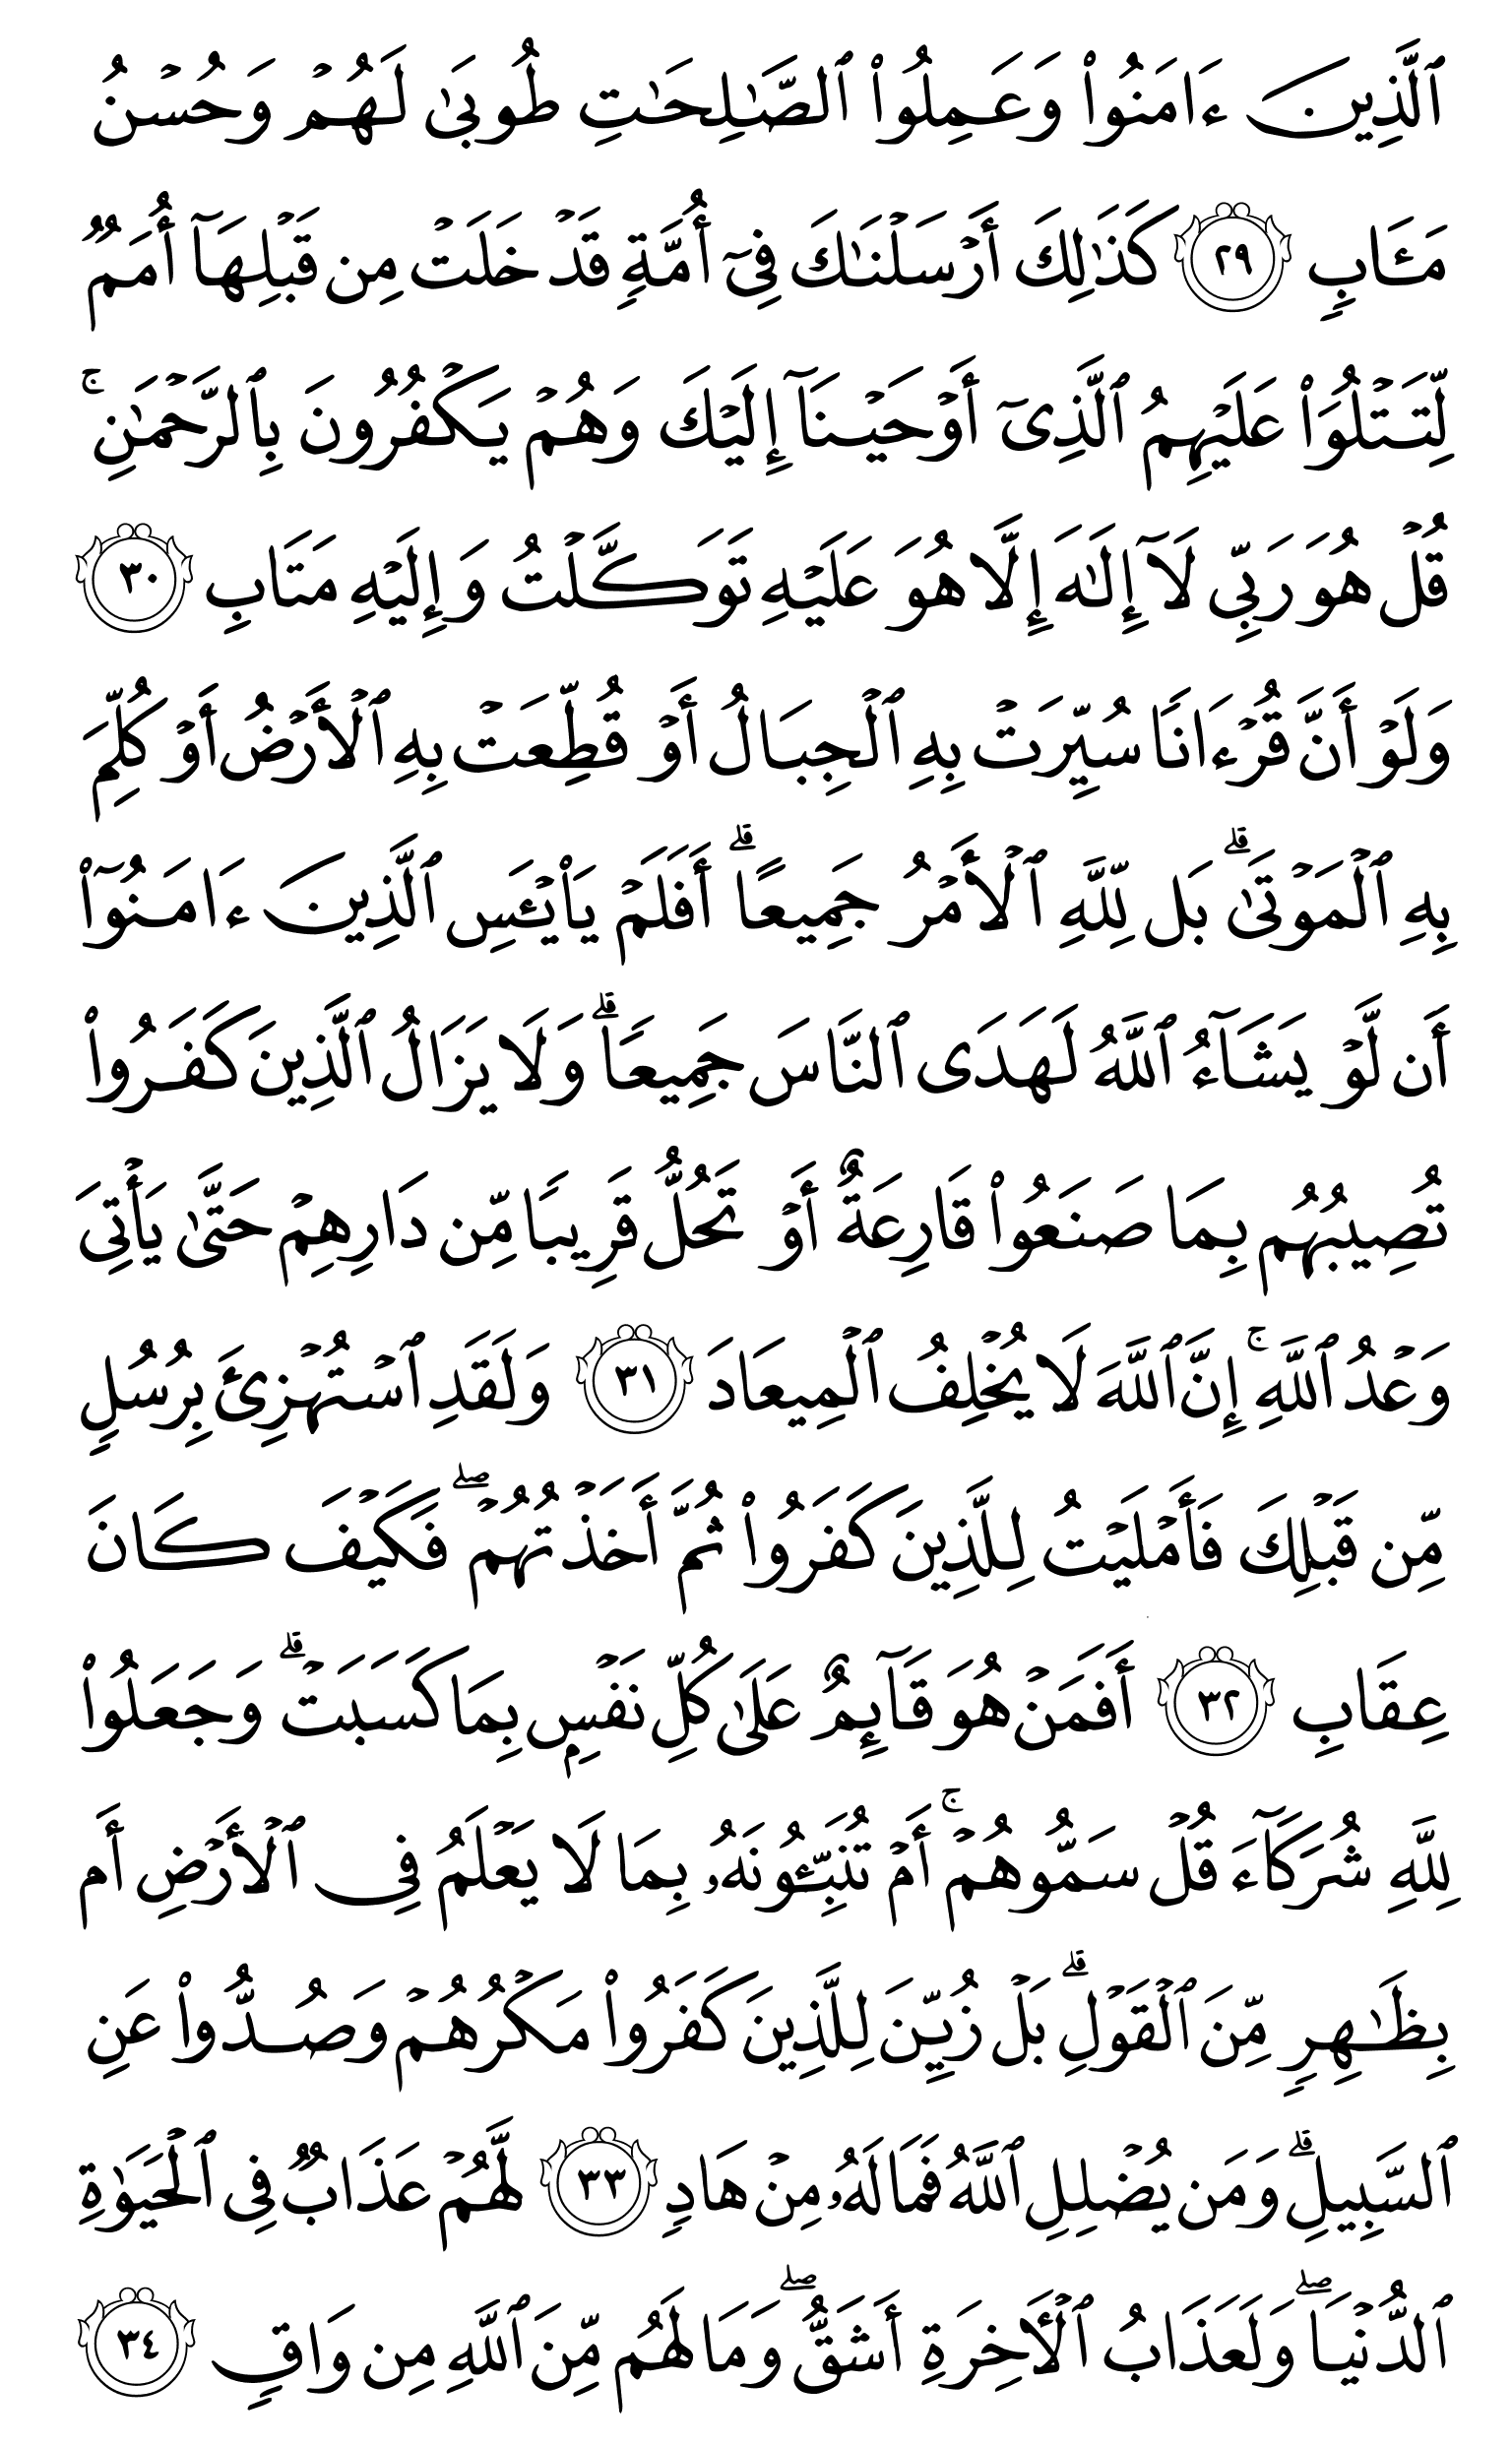 ٱلَّذِينَ ءَامَنُواْ وَعَمِلُواْ ٱلصَّٰلِحَٰتِ طُوبَىٰ لَهُمۡ وَحُسۡنُ
مَـَٔابٖ ٢٩ كَذَٰلِكَ أَرۡسَلۡنَٰكَ فِيٓ أُمَّةٖ قَدۡ خَلَتۡ مِن قَبۡلِهَآ أُمَمٞ
لِّتَتۡلُوَاْ عَلَيۡهِمُ ٱلَّذِيٓ أَوۡحَيۡنَآ إِلَيۡكَ وَهُمۡ يَكۡفُرُونَ بِٱلرَّحۡمَٰنِۚ
قُلۡ هُوَ رَبِّي لَآ إِلَٰهَ إِلَّا هُوَ عَلَيۡهِ تَوَكَّلۡتُ وَإِلَيۡهِ مَتَابِ ٣٠
وَلَوۡ أَنَّ قُرۡءَانٗا سُيِّرَتۡ بِهِ ٱلۡجِبَالُ أَوۡ قُطِّعَتۡ بِهِ ٱلۡأَرۡضُ أَوۡ كُلِّمَ
بِهِ ٱلۡمَوۡتَىٰۗ بَل لِّلَّهِ ٱلۡأَمۡرُ جَمِيعًاۗ أَفَلَمۡ يَاْيۡـَٔسِ ٱلَّذِينَ ءَامَنُوٓاْ
أَن لَّوۡ يَشَآءُ ٱللَّهُ لَهَدَى ٱلنَّاسَ جَمِيعٗاۗ وَلَا يَزَالُ ٱلَّذِينَ كَفَرُواْ
تُصِيبُهُم بِمَا صَنَعُواْ قَارِعَةٌ أَوۡ تَحُلُّ قَرِيبٗا مِّن دَارِهِمۡ حَتَّىٰ يَأۡتِيَ
وَعۡدُ ٱللَّهِۚ إِنَّ ٱللَّهَ لَا يُخۡلِفُ ٱلۡمِيعَادَ ٣١ وَلَقَدِ ٱسۡتُهۡزِئَ بِرُسُلٖ
مِّن قَبۡلِكَ فَأَمۡلَيۡتُ لِلَّذِينَ كَفَرُواْ ثُمَّ أَخَذۡتُهُمۡۖ فَكَيۡفَ كَانَ
عِقَابِ ٣٢ أَفَمَنۡ هُوَ قَآئِمٌ عَلَىٰ كُلِّ نَفۡسِۭ بِمَا كَسَبَتۡۗ وَجَعَلُواْ
لِلَّهِ شُرَكَآءَ قُلۡ سَمُّوهُمۡۚ أَمۡ تُنَبِّـُٔونَهُۥ بِمَا لَا يَعۡلَمُ فِي ٱلۡأَرۡضِ أَم
بِظَٰهِرٖ مِّنَ ٱلۡقَوۡلِۗ بَلۡ زُيِّنَ لِلَّذِينَ كَفَرُواْ مَكۡرُهُمۡ وَصُدُّواْ عَنِ
ٱلسَّبِيلِۗ وَمَن يُضۡلِلِ ٱللَّهُ فَمَا لَهُۥ مِنۡ هَادٖ ٣٣ لَّهُمۡ عَذَابٞ فِي ٱلۡحَيَوٰةِ
ٱلدُّنۡيَاۖ وَلَعَذَابُ ٱلۡأٓخِرَةِ أَشَقُّۖ وَمَا لَهُم مِّنَ ٱللَّهِ مِن وَاقٖ ٣٤